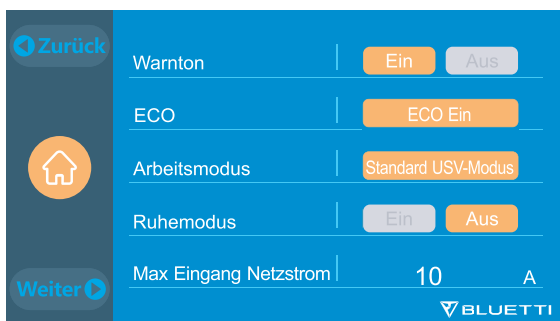 Zurück
Warnton Ein Aus
ECO ECO Ein
Arbeitsmodus Standard USV-Modus
Ruhemodus Ein Aus
Max Eingang Netzstrom 10 A
Weiter
BLUETTI